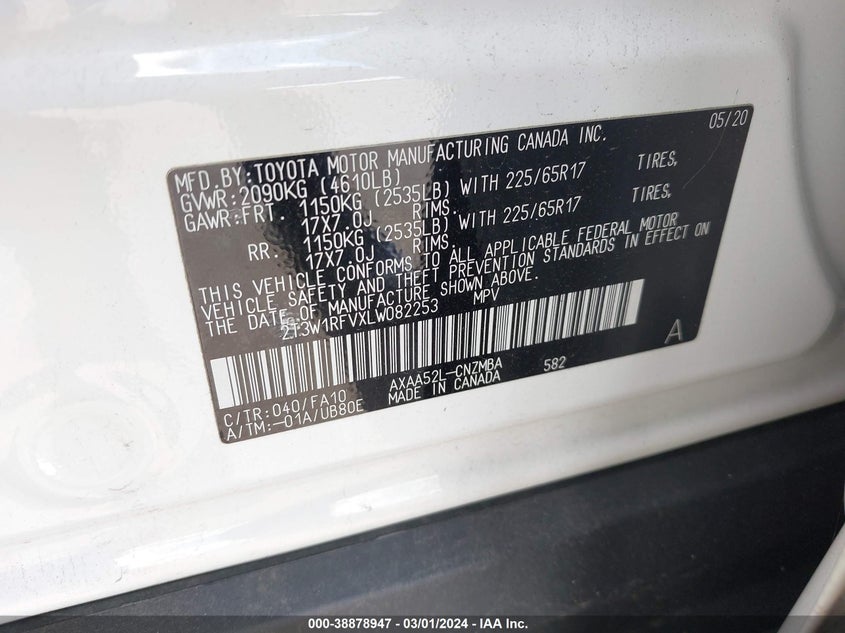 05/20
MFD. BY: TOYOTA MOTOR MANUFACTURING CANADA INC.
GVWR: 2090KG (4610LB)
GAWR: FRT. 1150KG (2535LB) WITH 225/65R17 TIRES,
17X7.0J RIMS.
RR. 1150KG (2535LB) WITH 225/65R17 TIRES,
17X7.0J RIMS.
THIS VEHICLE CONFORMS TO ALL APPLICABLE FEDERAL MOTOR
VEHICLE SAFETY AND THEFT PREVENTION STANDARDS IN EFFECT ON
THE DATE OF MANUFACTURE SHOWN ABOVE.
2T3W1RFVXLW082253 MPV
A
C/TR: 040/FA10 AXAA52L-CNZMBA 582
A/TM: -01A/UB80E MADE IN CANADA
000-38878947 - 03/01/2024 - IAA Inc.